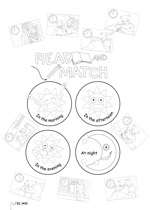 READ AND
MATCH
In the morning
In the afternoon
In the evening
At night